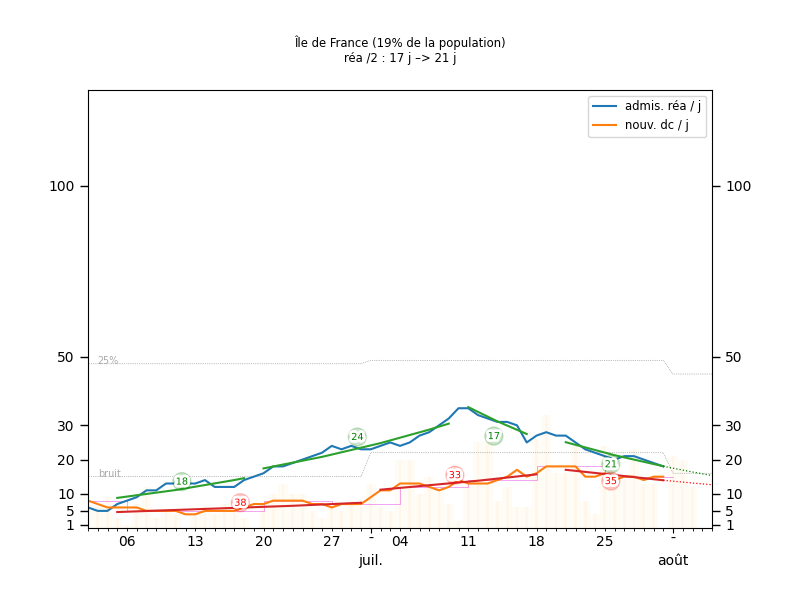 Île de France (19% de la population)
réa /2 : 17 j –> 21 j
admis. réa / j
nouv. dc / j
100 100
50 50
25%
30 30
24 17
20 20
21
bruit
18 33 35
10 10
38
5 5
1 1
06 13 20 27 - 04 11 18 25 -
juil. août